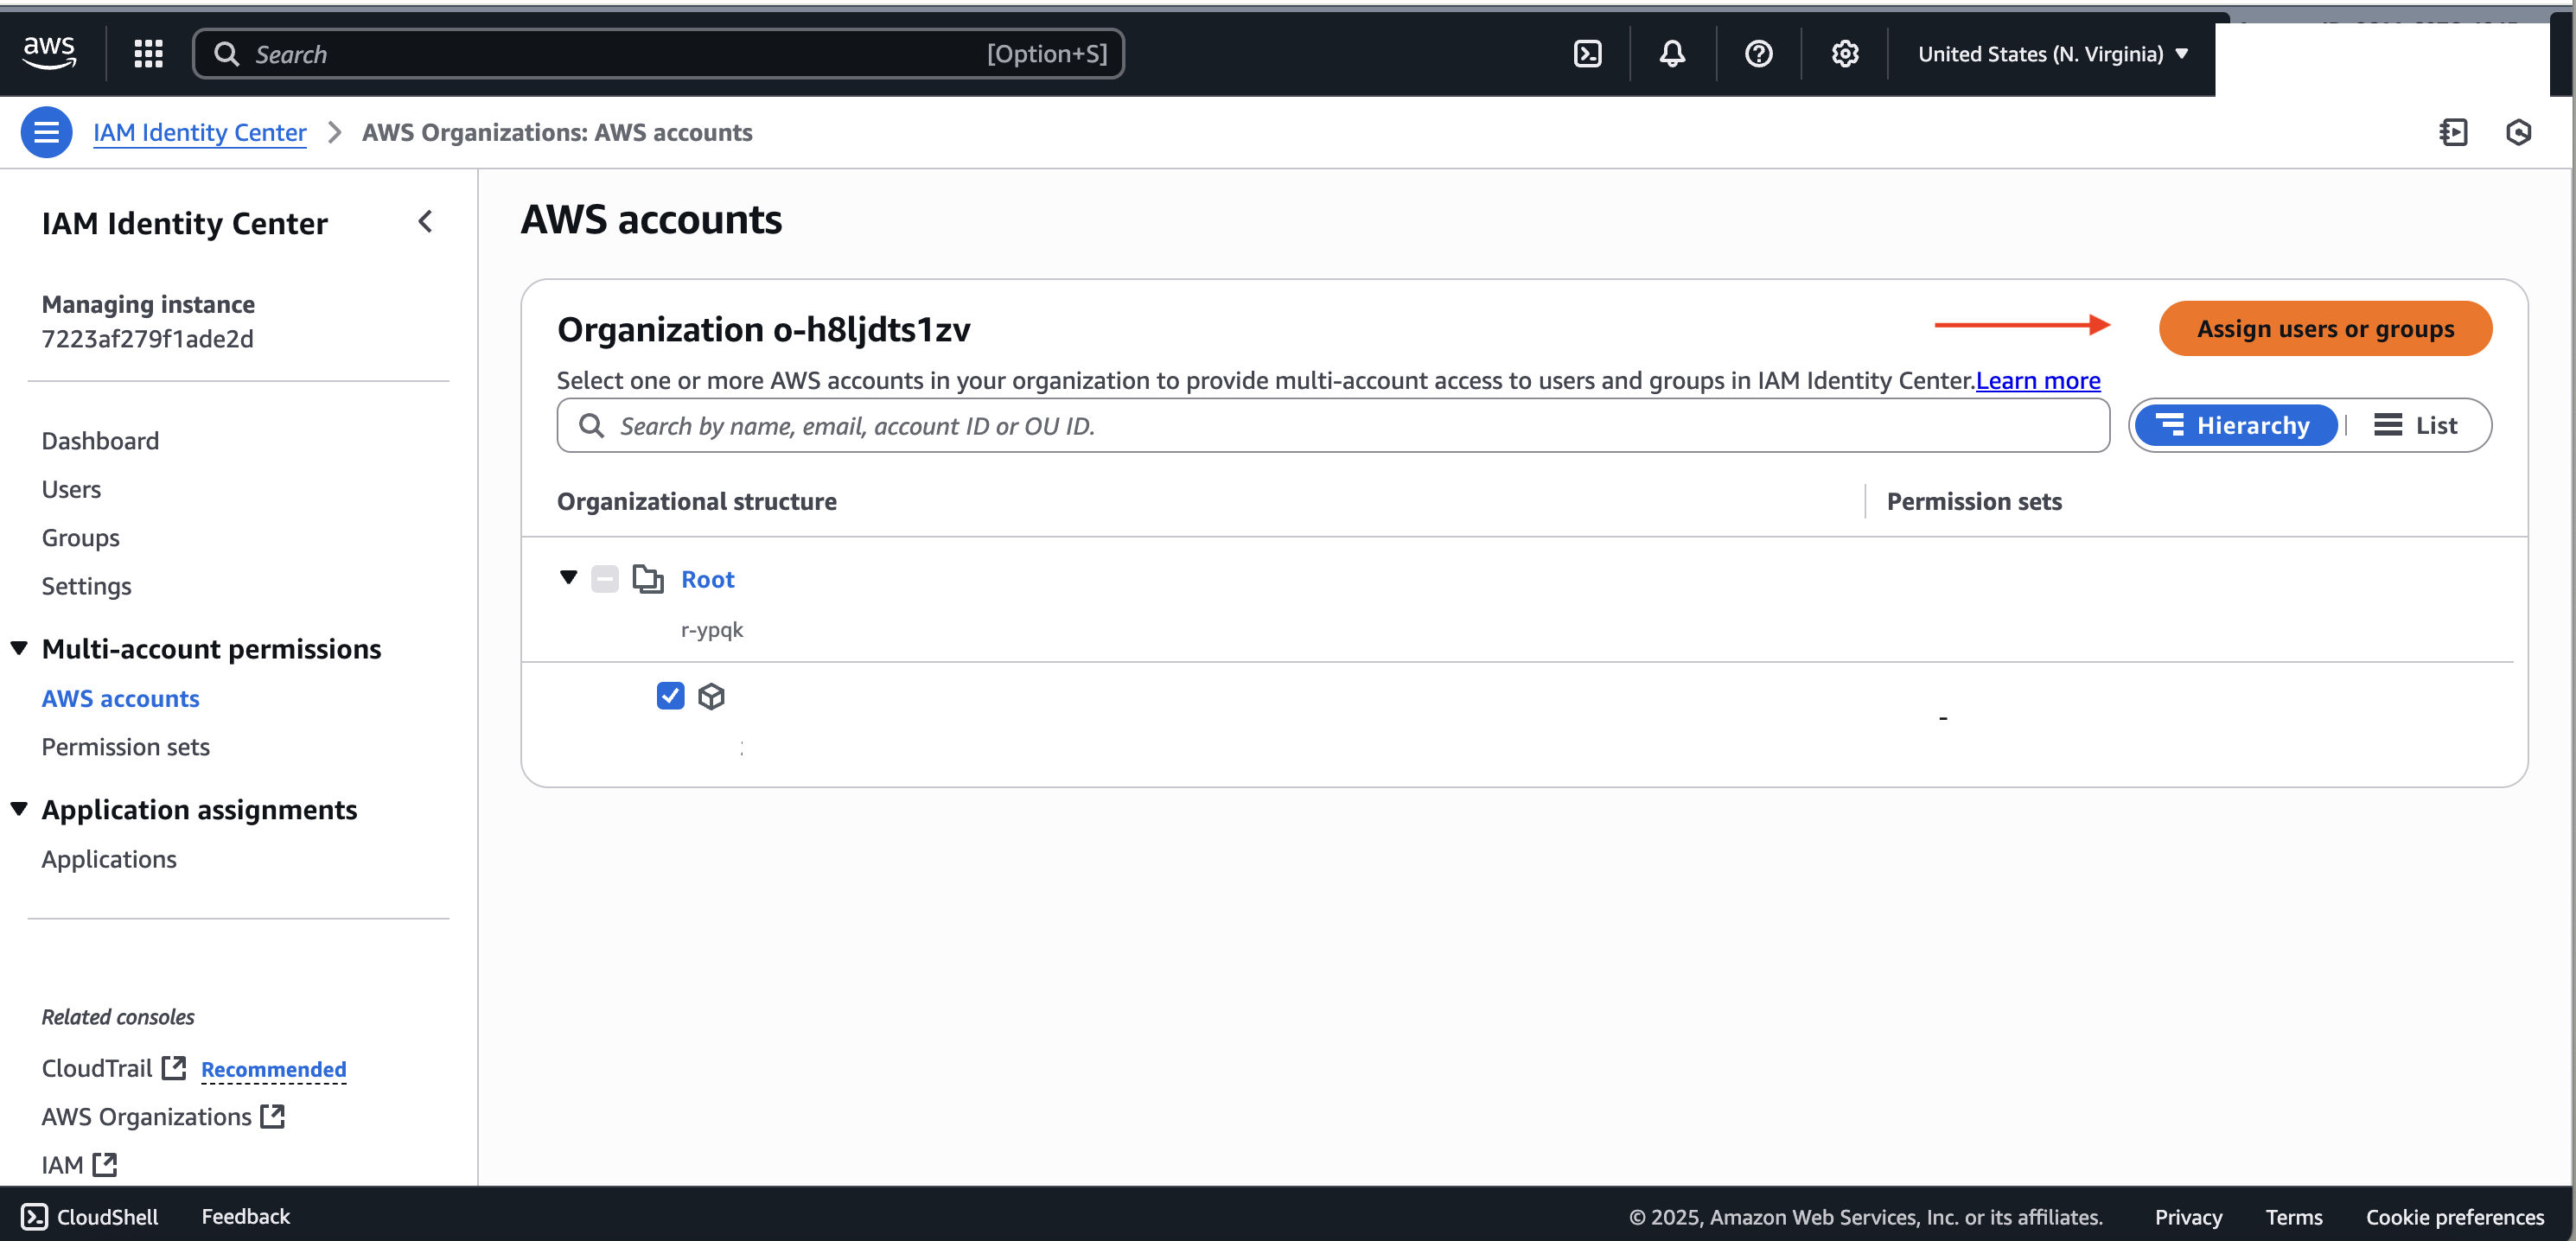 aws
Search [Option+S]
United States (N. Virginia)
IAM Identity Center
AWS Organizations: AWS accounts
IAM Identity Center
Managing instance
7223af279f1ade2d
Dashboard
Users
Groups
Settings
Multi-account permissions
AWS accounts
Permission sets
Application assignments
Applications
Related consoles
CloudTrail Recommended
AWS Organizations
IAM
AWS accounts
Organization o-h8ljdts1zv
Assign users or groups
Select one or more AWS accounts in your organization to provide multi-account access to users and groups in IAM Identity Center.Learn more
Search by name, email, account ID or OU ID.
Hierarchy | List
Organizational structure
Permission sets
Root
r-ypqk
-
CloudShell
Feedback
© 2025, Amazon Web Services, Inc. or its affiliates.
Privacy
Terms
Cookie preferences